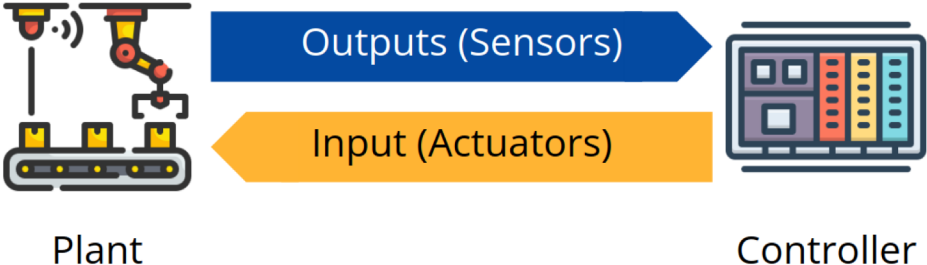 Outputs (Sensors)
Input (Actuators)
Plant
Controller